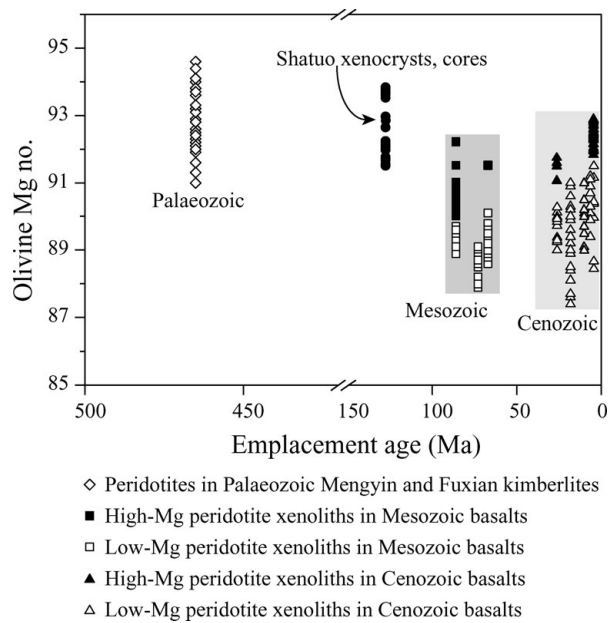 95
93
91
89
87
85
Olivine Mg no.
Shatuo xenocrysts, cores
Palaeozoic
Mesozoic
Cenozoic
500
450
150
100
50
0
Emplacement age (Ma)
Peridotites in Palaeozoic Mengyin and Fuxian kimberlites
High-Mg peridotite xenoliths in Mesozoic basalts
Low-Mg peridotite xenoliths in Mesozoic basalts
High-Mg peridotite xenoliths in Cenozoic basalts
Low-Mg peridotite xenoliths in Cenozoic basalts